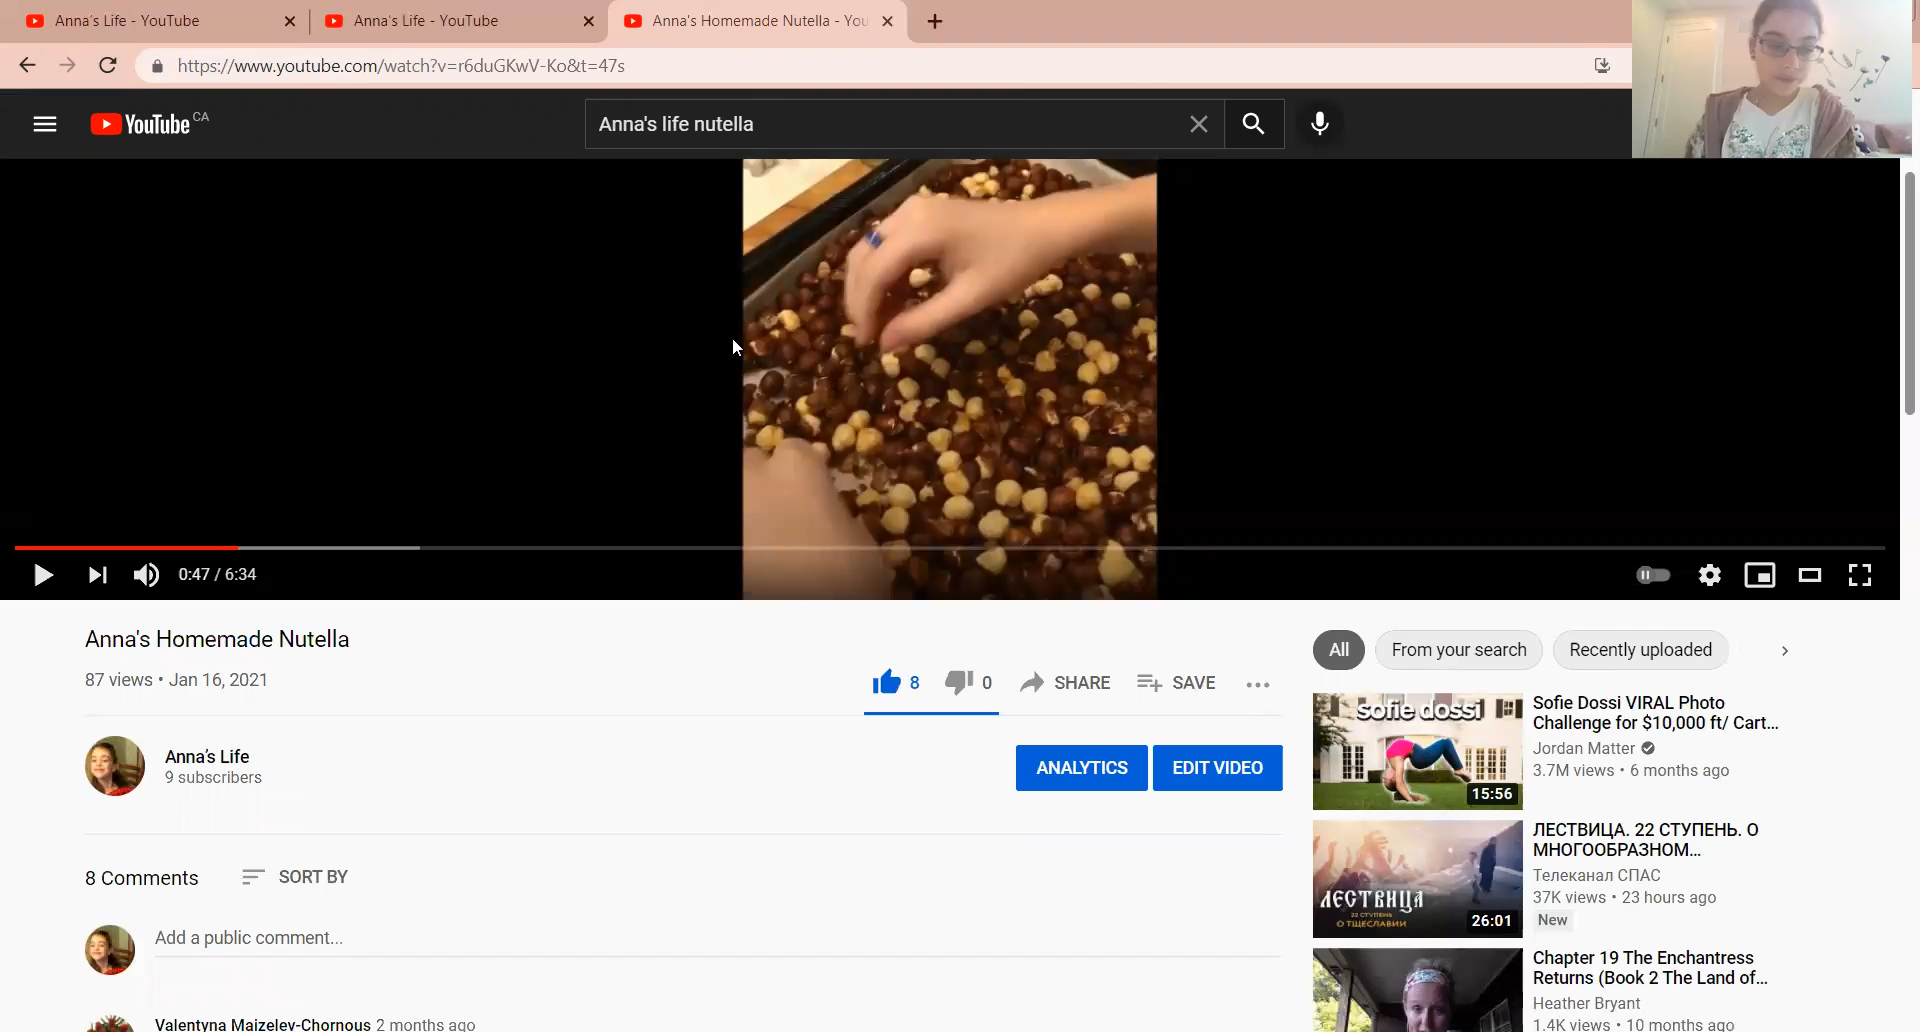 Anna's Life - YouTube
Anna's Life - YouTube
Anna's Homemade Nutella - You
https://www.youtube.com/watch?v=r6duGKwV-Ko&t=47s
YouTube CA
Anna's life nutella
0:47 / 6:34
Anna's Homemade Nutella
87 views • Jan 16, 2021
8
0
SHARE
SAVE
Anna's Life
9 subscribers
ANALYTICS
EDIT VIDEO
8 Comments
SORT BY
Add a public comment...
Valentyna Maizelev-Chornous 2 months ago
All
From your search
Recently uploaded
sofie dossi
15:56
Sofie Dossi VIRAL Photo
Challenge for $10,000 ft/ Cart...
Jordan Matter
3.7M views • 6 months ago
ЛЕСТВИЦА
22 СТУПЕНЬ
О ТЩЕСЛАВИИ
26:01
ЛЕСТВИЦА. 22 СТУПЕНЬ. О
МНОГООБРАЗНОМ...
Телеканал СПАС
37K views • 23 hours ago
New
Chapter 19 The Enchantress
Returns (Book 2 The Land of...
Heather Bryant
1.4K views • 10 months ago